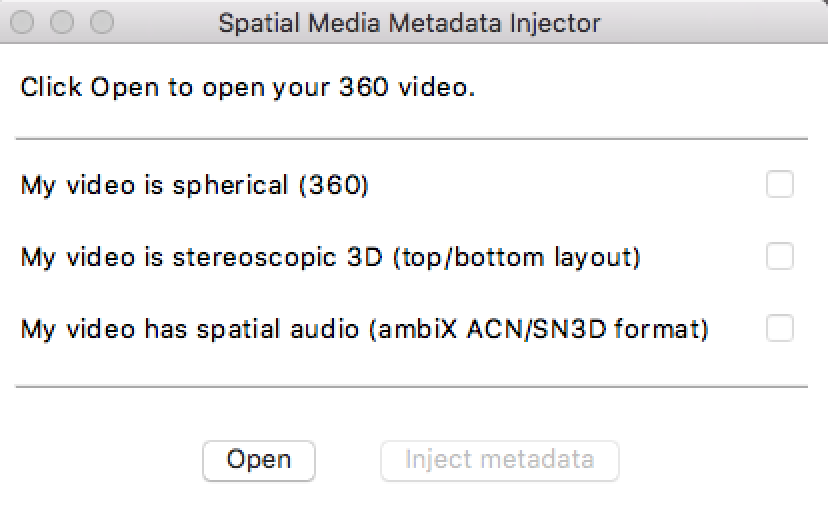 Spatial Media Metadata Injector
Click Open to open your 360 video.
My video is spherical (360)
My video is stereoscopic 3D (top/bottom layout)
My video has spatial audio (ambiX ACN/SN3D format)
Open
Inject metadata